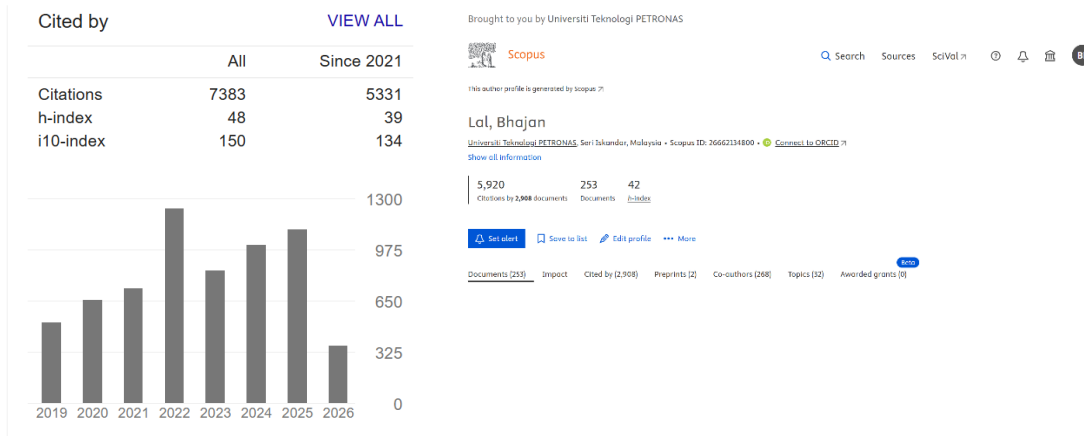 Cited by VIEW ALL
All Since 2021
Citations 7383 5331
h-index 48 39
i10-index 150 134
1300
975
650
325
0
2019 2020 2021 2022 2023 2024 2025 2026
Brought to you by Universiti Teknologi PETRONAS
Scopus
Search Sources SciVal ↗
B
This author profile is generated by Scopus ↗
Lal, Bhajan
Universiti Teknologi PETRONAS, Seri Iskandar, Malaysia • Scopus ID: 26662134800 • Connect to ORCID ↗
Show all information
5,920 253 42
Citations by 2,908 documents Documents h-index
Set alert Save to list Edit profile ••• More
Beta
Documents (253) Impact Cited by (2,908) Preprints (2) Co-authors (268) Topics (32) Awarded grants (0)